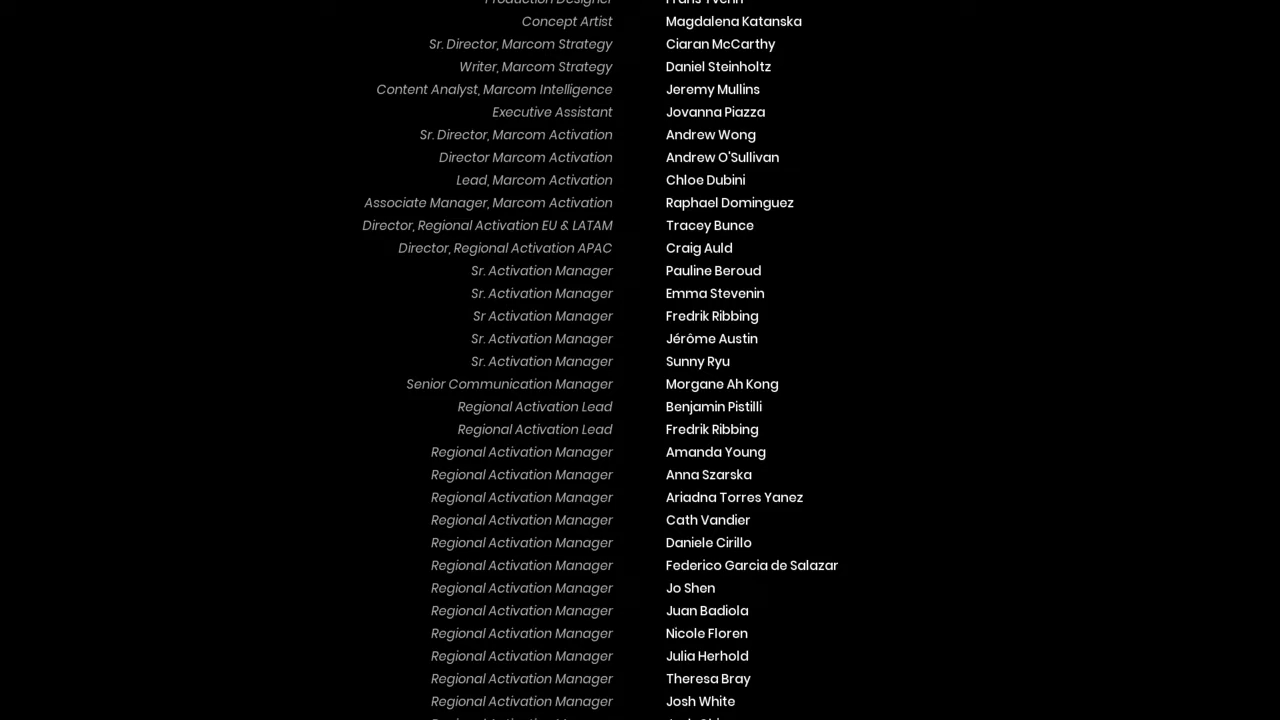 Production Designer
Concept Artist Magdalena Katanska
Sr. Director, Marcom Strategy Ciaran McCarthy
Writer, Marcom Strategy Daniel Steinholtz
Content Analyst, Marcom Intelligence Jeremy Mullins
Executive Assistant Jovanna Piazza
Sr. Director, Marcom Activation Andrew Wong
Director Marcom Activation Andrew O'Sullivan
Lead, Marcom Activation Chloe Dubini
Associate Manager, Marcom Activation Raphael Dominguez
Director, Regional Activation EU & LATAM Tracey Bunce
Director, Regional Activation APAC Craig Auld
Sr. Activation Manager Pauline Beroud
Sr. Activation Manager Emma Stevenin
Sr Activation Manager Fredrik Ribbing
Sr. Activation Manager Jérôme Austin
Sr. Activation Manager Sunny Ryu
Senior Communication Manager Morgane Ah Kong
Regional Activation Lead Benjamin Pistilli
Regional Activation Lead Fredrik Ribbing
Regional Activation Manager Amanda Young
Regional Activation Manager Anna Szarska
Regional Activation Manager Ariadna Torres Yanez
Regional Activation Manager Cath Vandier
Regional Activation Manager Daniele Cirillo
Regional Activation Manager Federico Garcia de Salazar
Regional Activation Manager Jo Shen
Regional Activation Manager Juan Badiola
Regional Activation Manager Nicole Floren
Regional Activation Manager Julia Herhold
Regional Activation Manager Theresa Bray
Regional Activation Manager Josh White